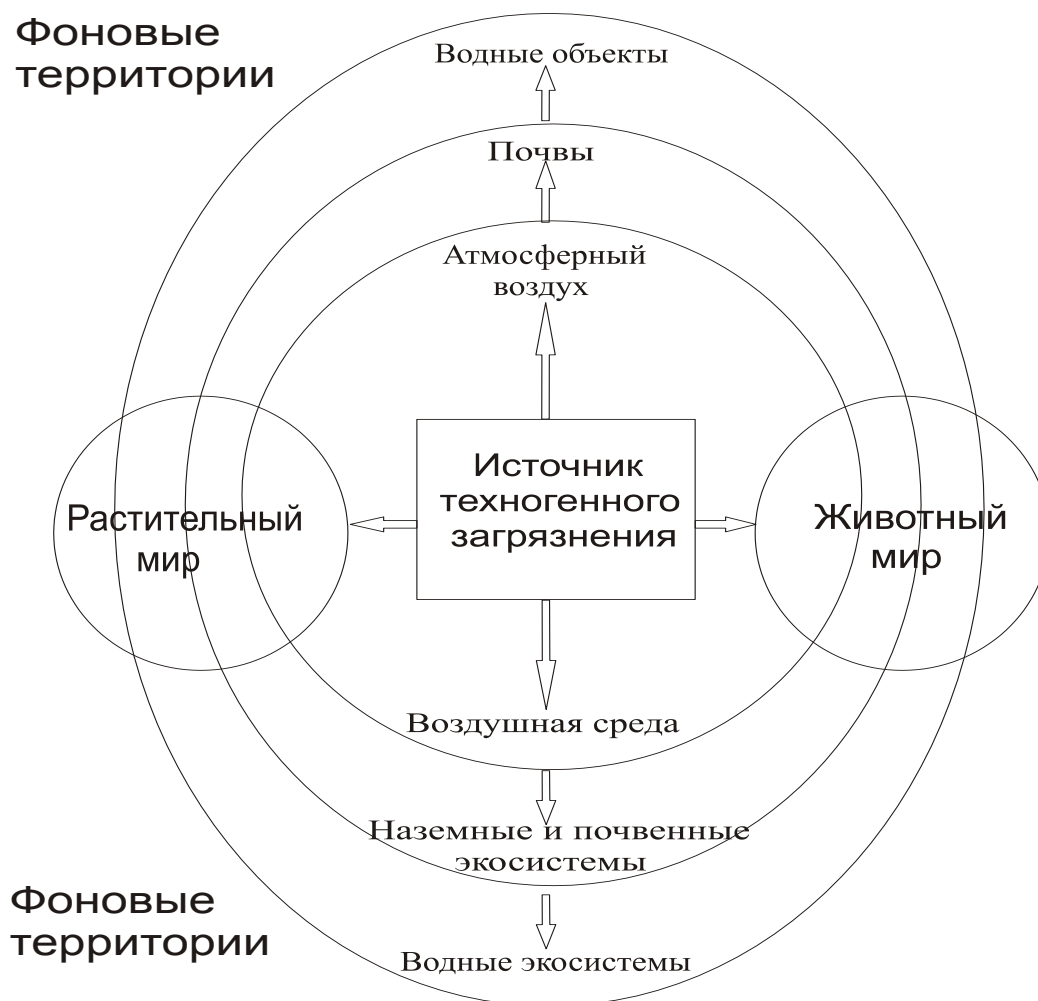 Фоновые
территории
Водные объекты
Почвы
Атмосферный
воздух
Источник
техногенного
загрязнения
Растительный
мир
Животный
мир
Воздушная среда
Наземные и почвенные
экосистемы
Фоновые
территории
Водные экосистемы